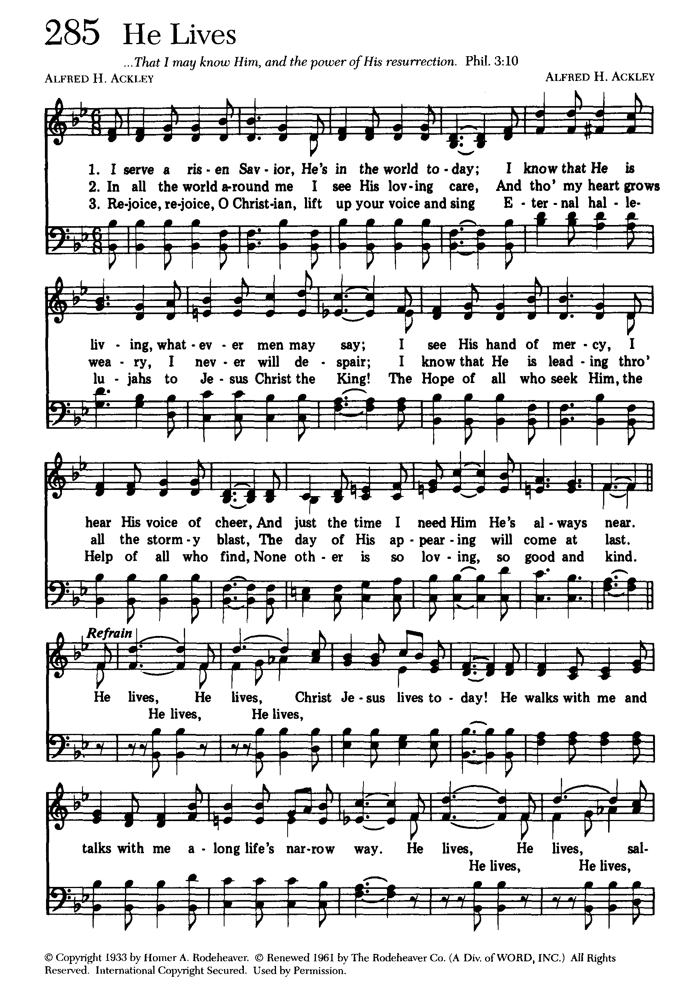 285 He Lives
...That I may know Him, and the power of His resurrection. Phil. 3:10
ALFRED H. ACKLEY ALFRED H. ACKLEY
1. I serve a ris - en Sav - ior, He's in the world to - day; I know that He is
2. In all the world a-round me I see His lov-ing care, And tho' my heart grows
3. Re-joice, re-joice, O Christ-ian, lift up your voice and sing E - ter - nal hal - le-
liv - ing, what - ev - er men may say; I see His hand of mer - cy, I
wea - ry, I nev - er will de - spair; I know that He is lead - ing thro'
lu - jahs to Je - sus Christ the King! The Hope of all who seek Him, the
hear His voice of cheer, And just the time I need Him He's al - ways near.
all the storm - y blast, The day of His ap - pear - ing will come at last.
Help of all who find, None oth - er is so lov - ing, so good and kind.
Refrain
He lives, He lives, Christ Je - sus lives to - day! He walks with me and
He lives, He lives,
talks with me a - long life's nar-row way. He lives, He lives, sal-
He lives, He lives,
© Copyright 1933 by Homer A. Rodeheaver. © Renewed 1961 by The Rodeheaver Co. (A Div. of WORD, INC.) All Rights
Reserved. International Copyright Secured. Used by Permission.